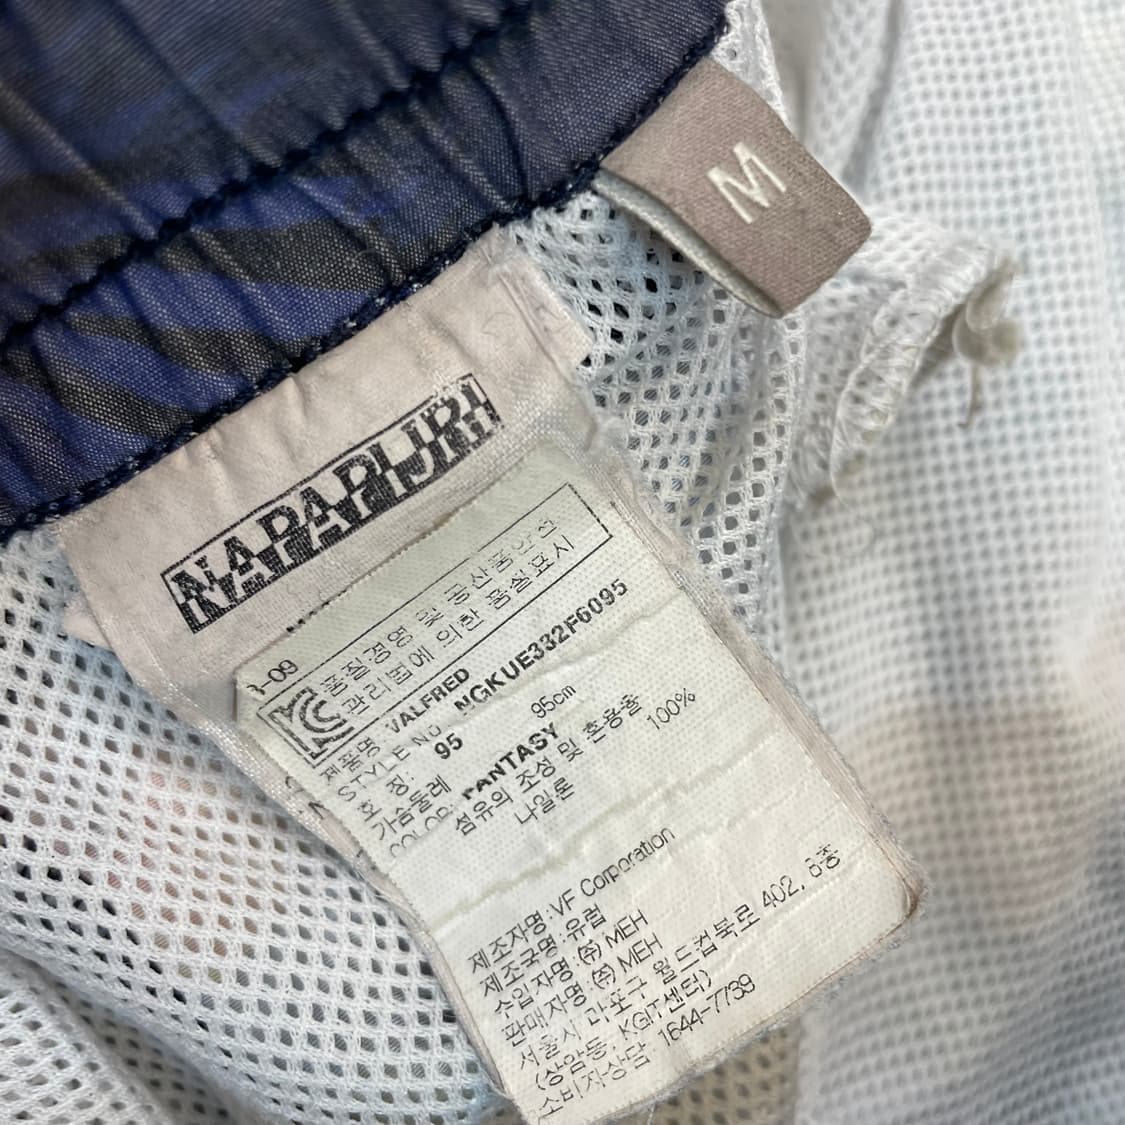 M
NAPAPIJRI
-09
품질경영 및 공산품안전
관리법에 의한 품질표시
제품명: VALFRED
STYLE NO. NGKUE332F6095
호 칭: 95
가슴둘레 95cm
COLOR: FANTASY
섬유의 조성 및 혼용율
나일론 100%
제조자명:VF Corporation
제조국명:유럽
수입자명:㈜ MEH
판매자명:㈜ MEH
서울시 마포구 월드컵북로 402, 6층
(상암동, KGIT센터)
소비자상담 1644-7739